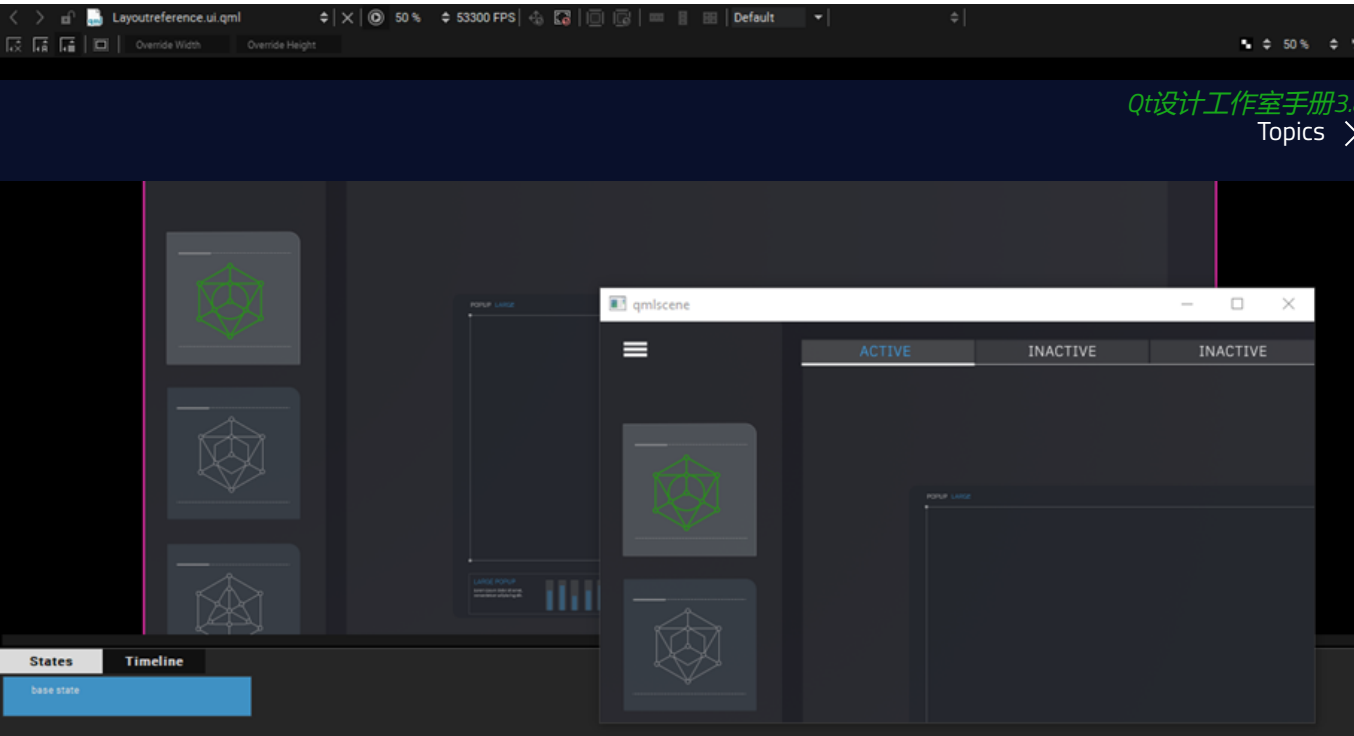 Layoutreference.ui.qml 50 % 53300 FPS Default
Override Width Override Height 50 %
Qt设计工作室手册3.
Topics
POPUP LARGE
qmlscene
ACTIVE INACTIVE INACTIVE
POPUP LARGE
LARGE POPUP
States Timeline
base state